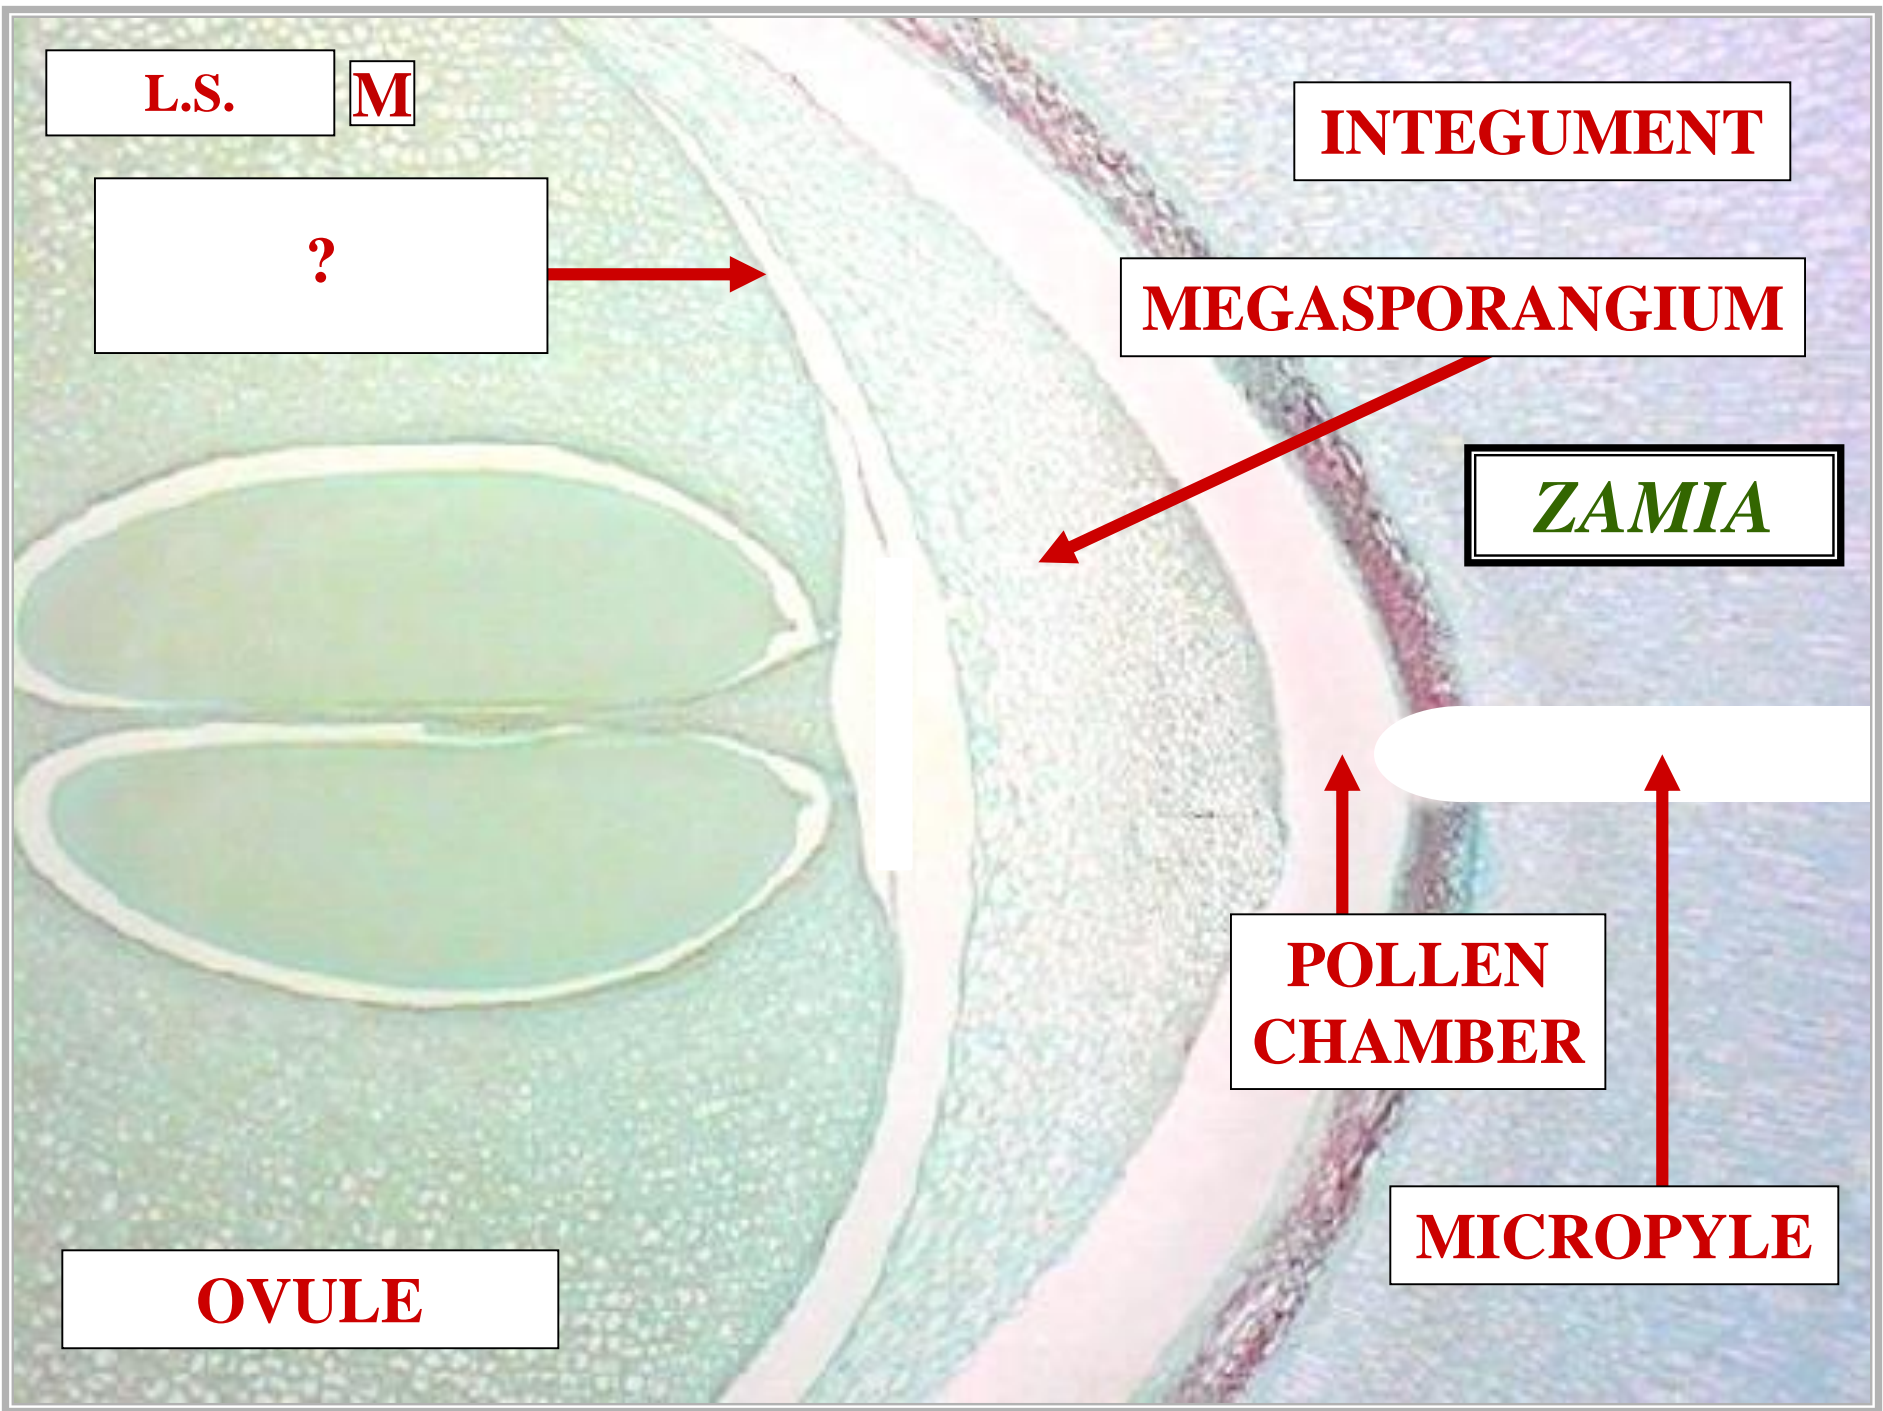 L.S.
M
INTEGUMENT
?
MEGASPORANGIUM
ZAMIA
POLLEN
CHAMBER
MICROPYLE
OVULE